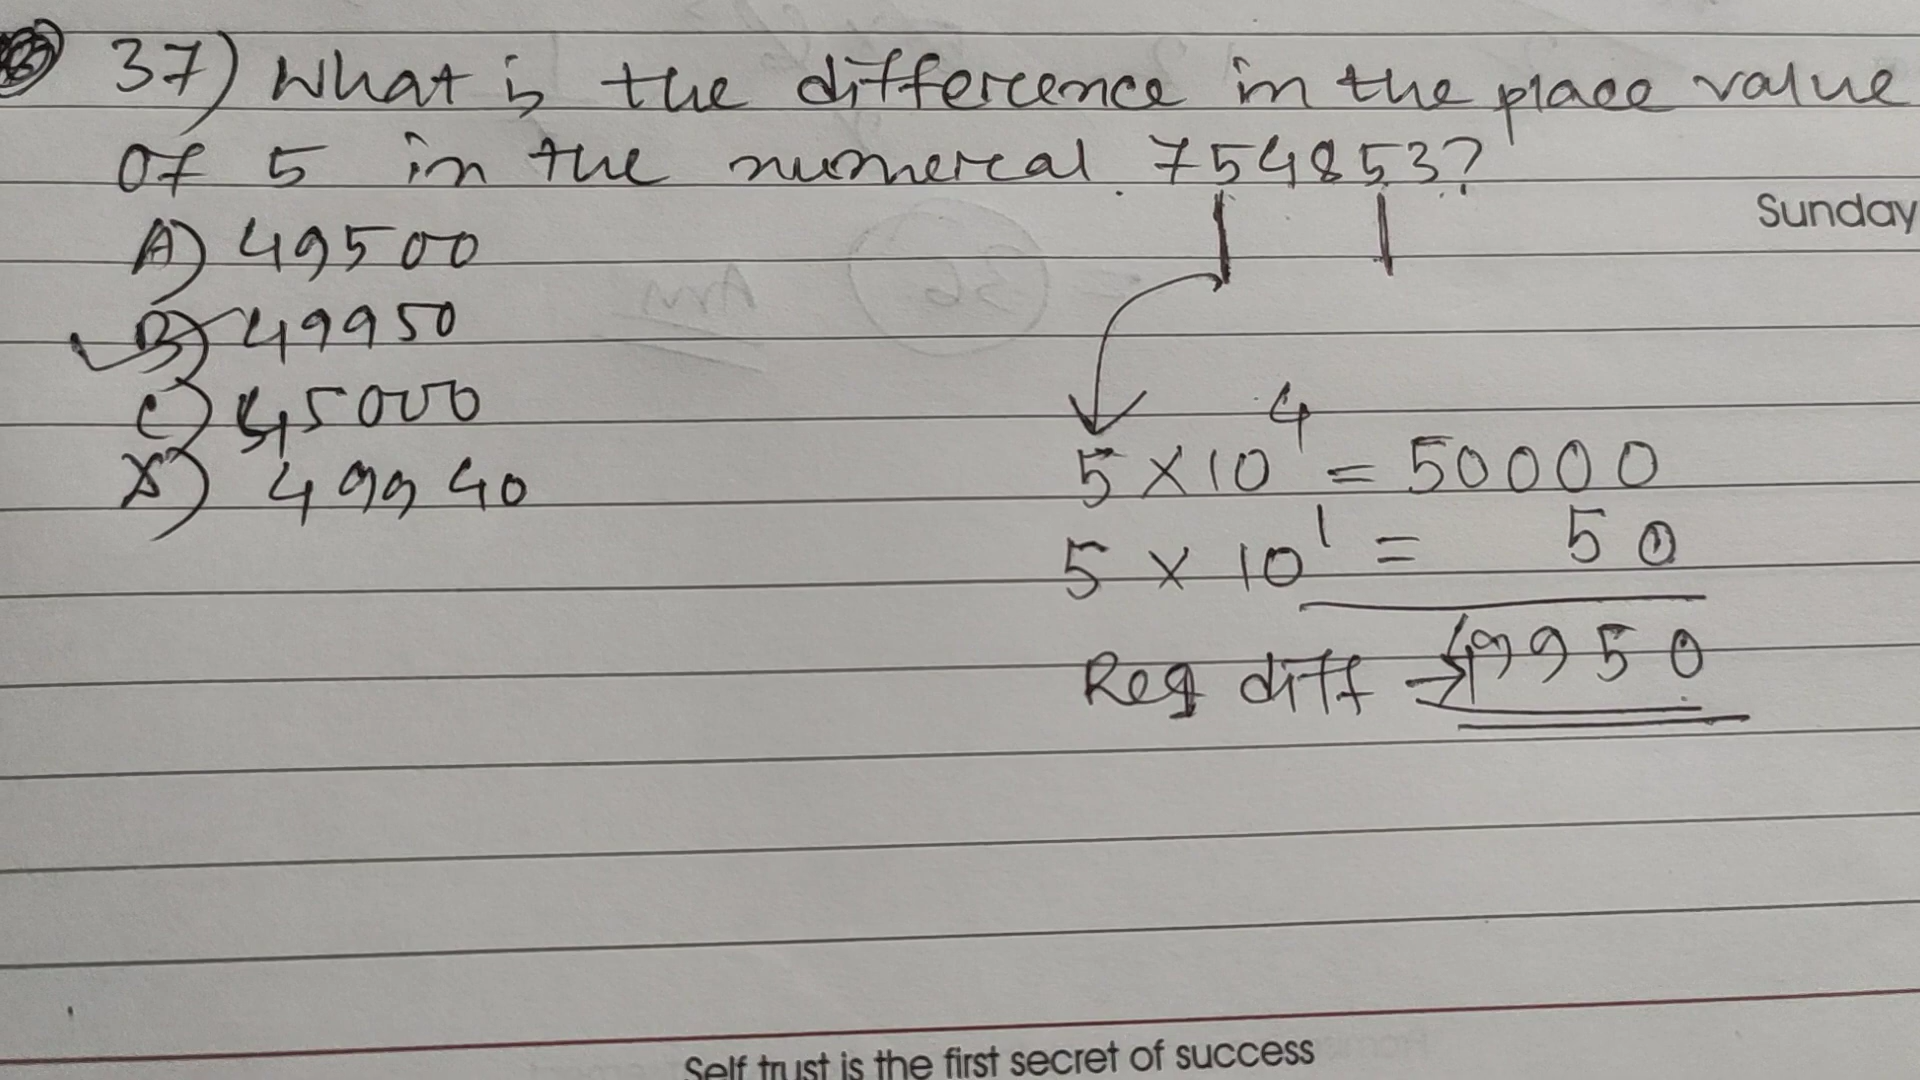 37) What is the difference in the place value
of 5 in the numeral 754853?
Sunday
A) 49500
B) 49950
C) 45000
D) 49940
5 × 10⁴ = 50000
5 × 10¹ = 50
Req diff → 49950
Self trust is the first secret of success